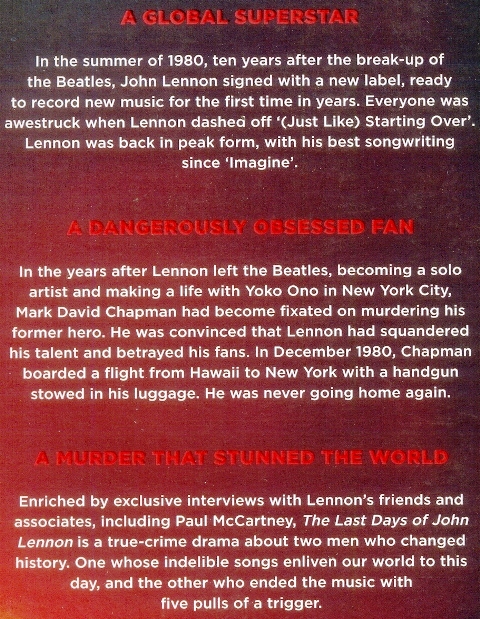 A GLOBAL SUPERSTAR
In the summer of 1980, ten years after the break-up of
the Beatles, John Lennon signed with a new label, ready
to record new music for the first time in years. Everyone was
awestruck when Lennon dashed off ‘(Just Like) Starting Over’.
Lennon was back in peak form, with his best songwriting
since ‘Imagine’.
A DANGEROUSLY OBSESSED FAN
In the years after Lennon left the Beatles, becoming a solo
artist and making a life with Yoko Ono in New York City,
Mark David Chapman had become fixated on murdering his
former hero. He was convinced that Lennon had squandered
his talent and betrayed his fans. In December 1980, Chapman
boarded a flight from Hawaii to New York with a handgun
stowed in his luggage. He was never going home again.
A MURDER THAT STUNNED THE WORLD
Enriched by exclusive interviews with Lennon’s friends and
associates, including Paul McCartney, The Last Days of John
Lennon is a true-crime drama about two men who changed
history. One whose indelible songs enliven our world to this
day, and the other who ended the music with
five pulls of a trigger.